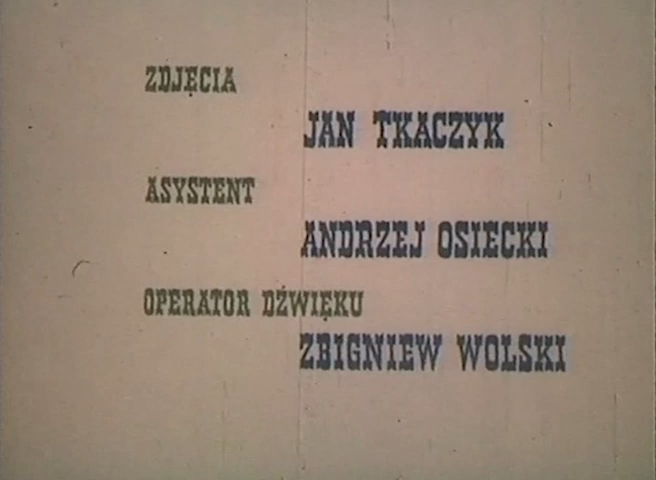 ZDJĘCIA
JAN TKACZYK
ASYSTENT
ANDRZEJ OSIECKI
OPERATOR DŹWIĘKU
ZBIGNIEW WOLSKI